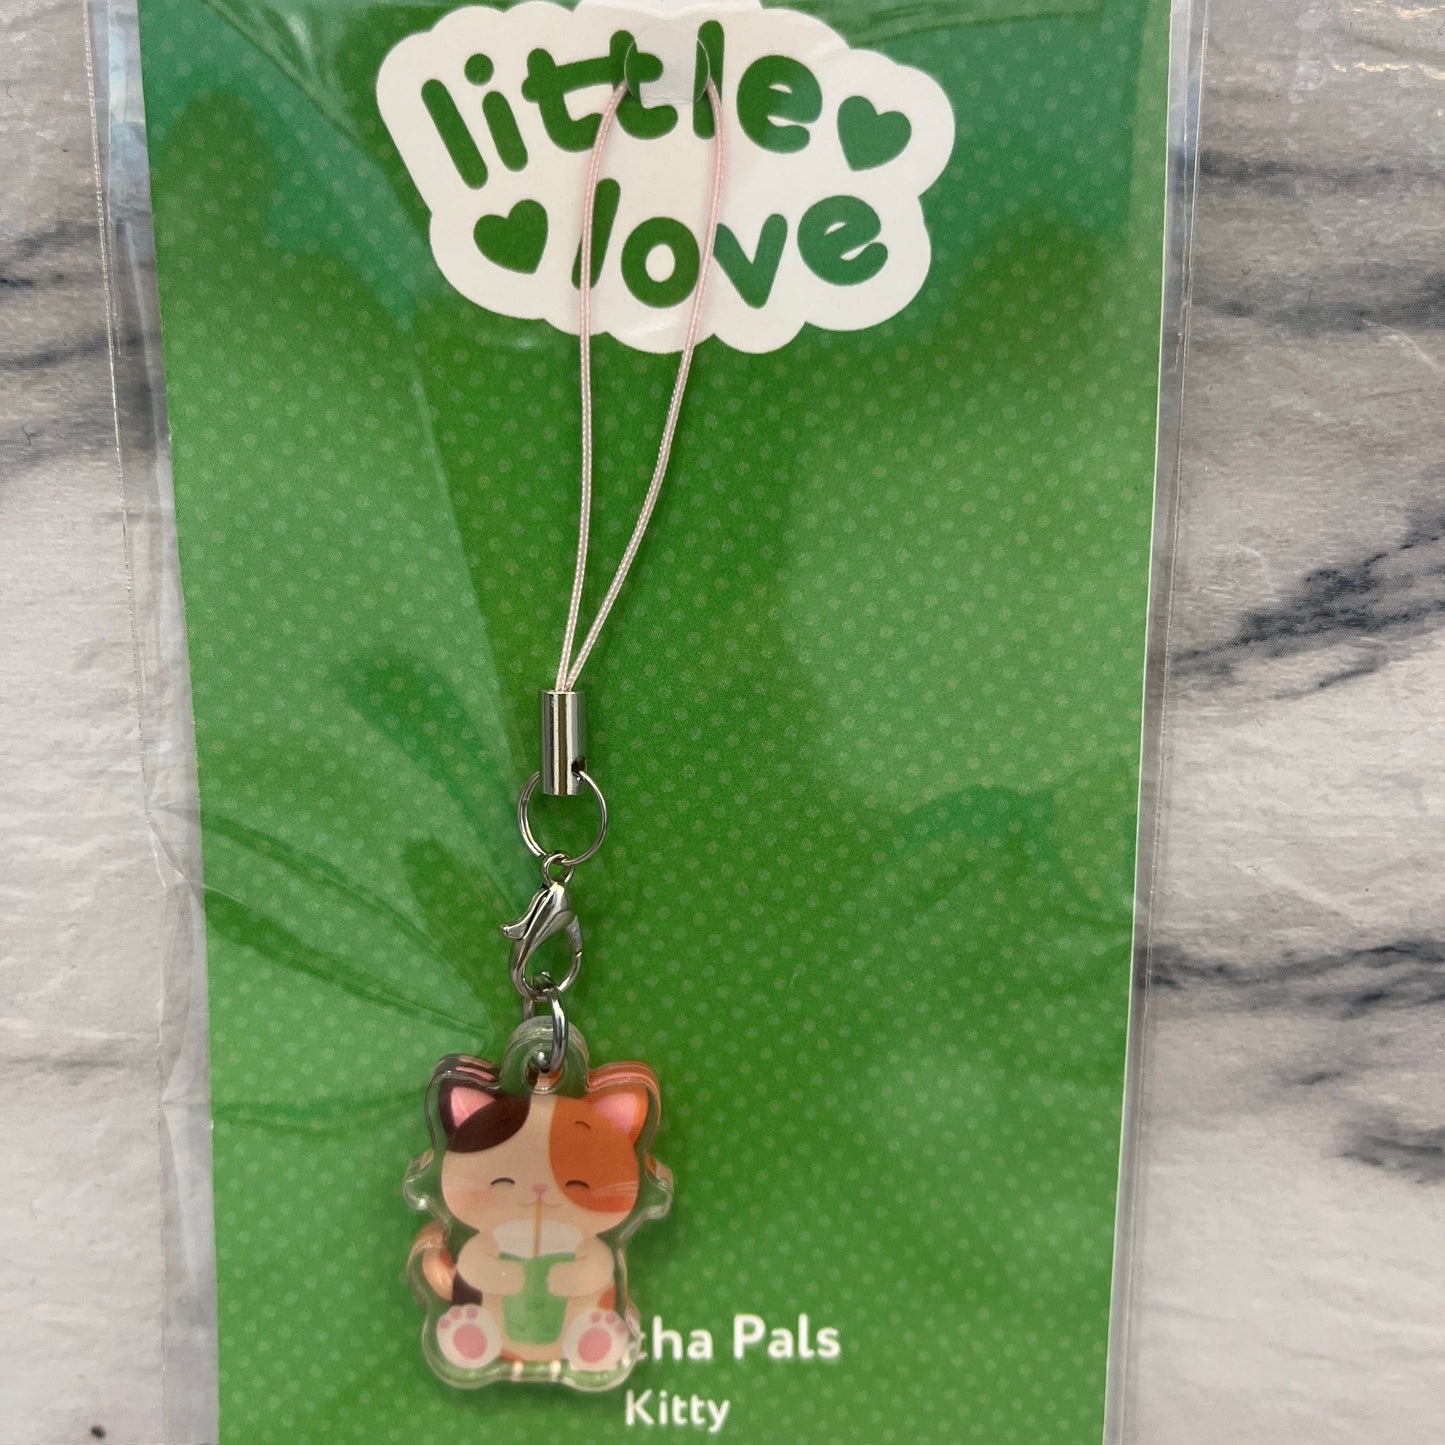 little
love
cha Pals
Kitty